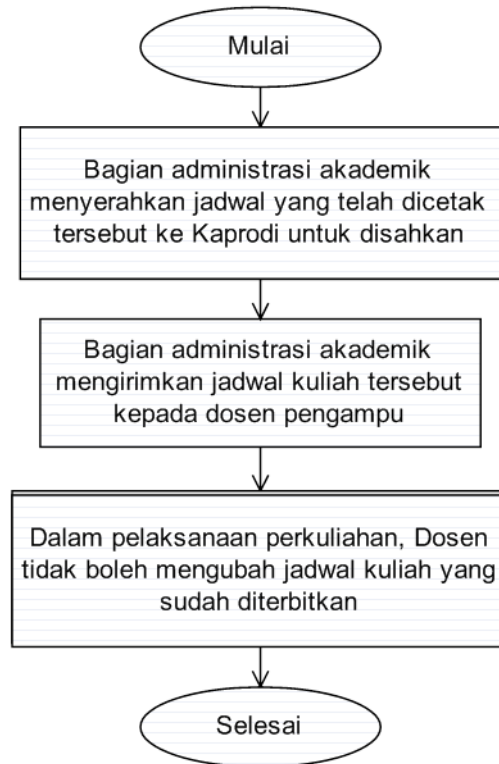 Mulai
Bagian administrasi akademik
menyerahkan jadwal yang telah dicetak
tersebut ke Kaprodi untuk disahkan
Bagian administrasi akademik
mengirimkan jadwal kuliah tersebut
kepada dosen pengampu
Dalam pelaksanaan perkuliahan, Dosen
tidak boleh mengubah jadwal kuliah yang
sudah diterbitkan
Selesai